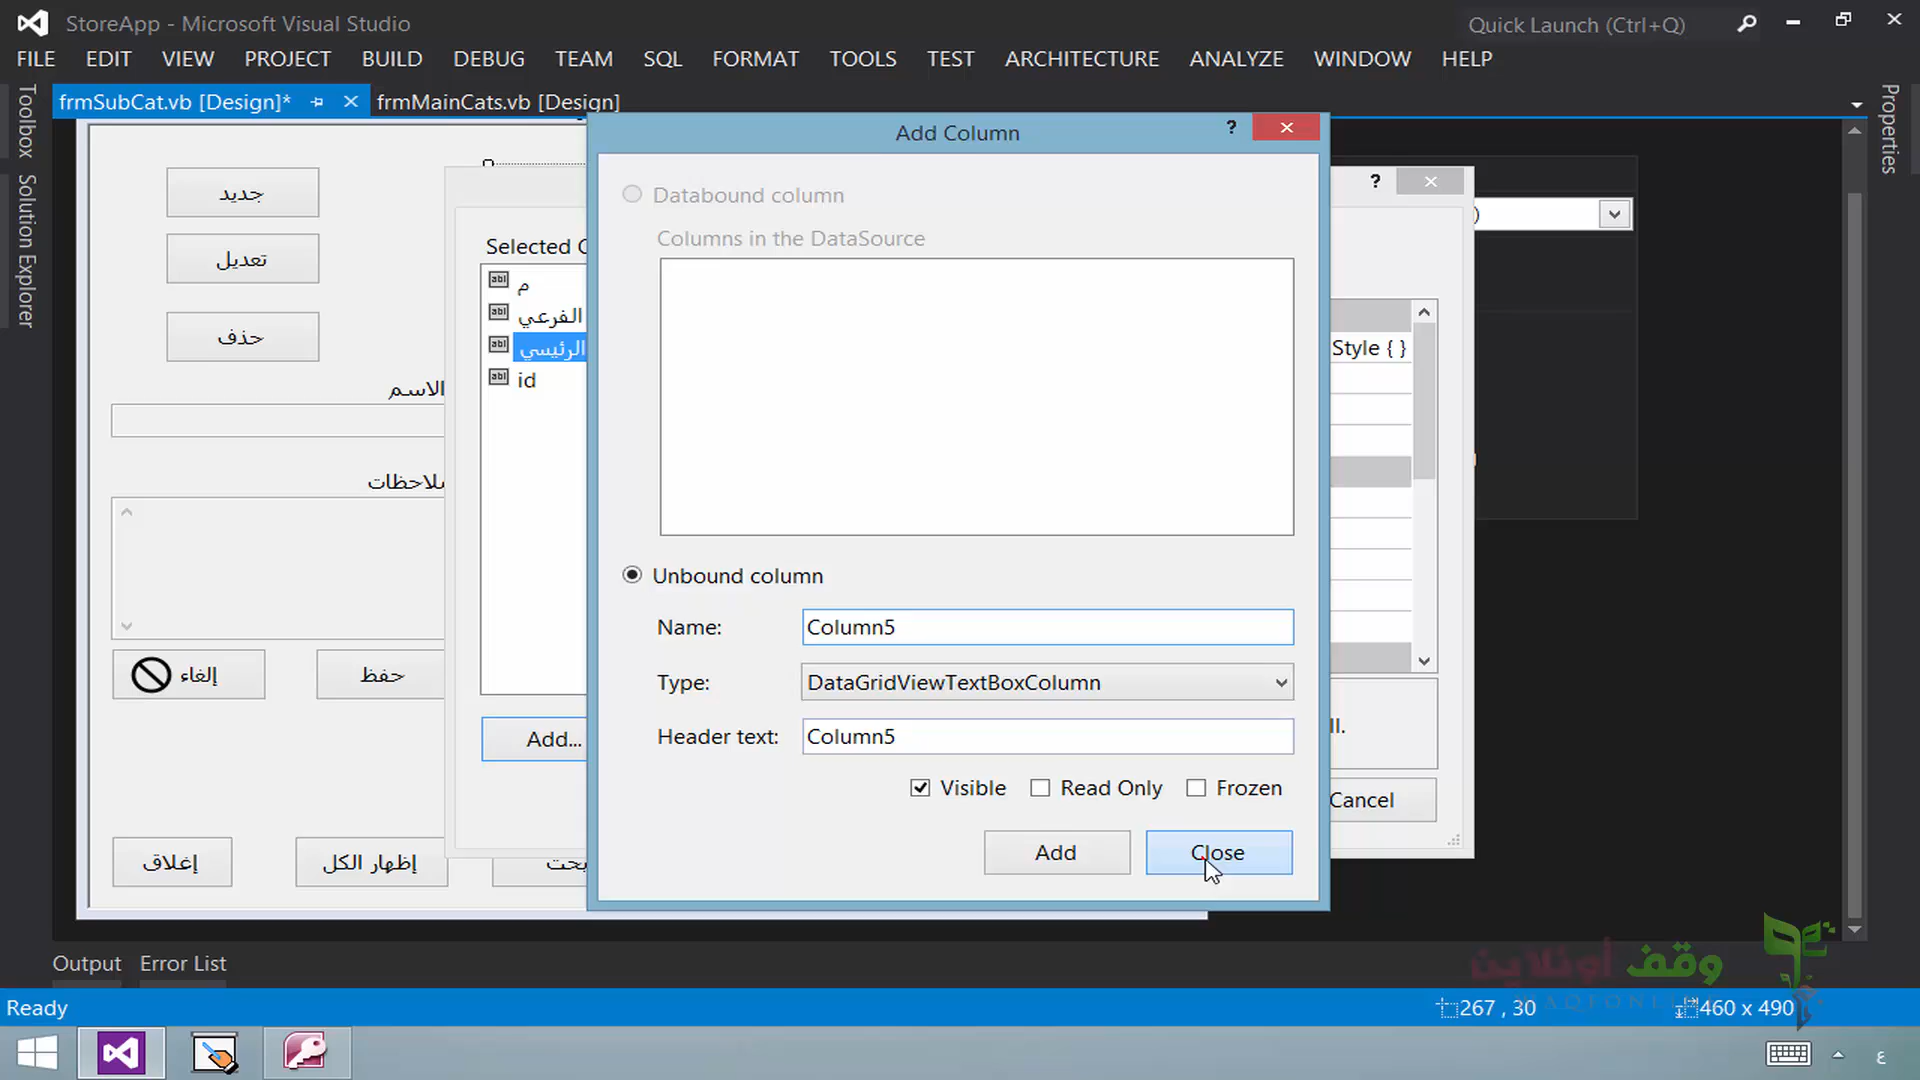 StoreApp - Microsoft Visual Studio
Quick Launch (Ctrl+Q)
FILE EDIT VIEW PROJECT BUILD DEBUG TEAM SQL FORMAT TOOLS TEST ARCHITECTURE ANALYZE WINDOW HELP
frmSubCat.vb [Design]*
frmMainCats.vb [Design]
Toolbox
Solution Explorer
Properties
جديد
تعديل
حذف
الاسم
ملاحظات
إلغاء
حفظ
إغلاق
إظهار الكل
بحث
Selected
م
الفرعي
الرئيسي
id
Add...
Style { }
ll.
Cancel
Add Column
Databound column
Columns in the DataSource
Unbound column
Name:
Column5
Type:
DataGridViewTextBoxColumn
Header text:
Column5
Visible
Read Only
Frozen
Add
Close
Output
Error List
وقف أونلاين
WAQFONLINE
Ready
267 , 30
460 x 490
ع